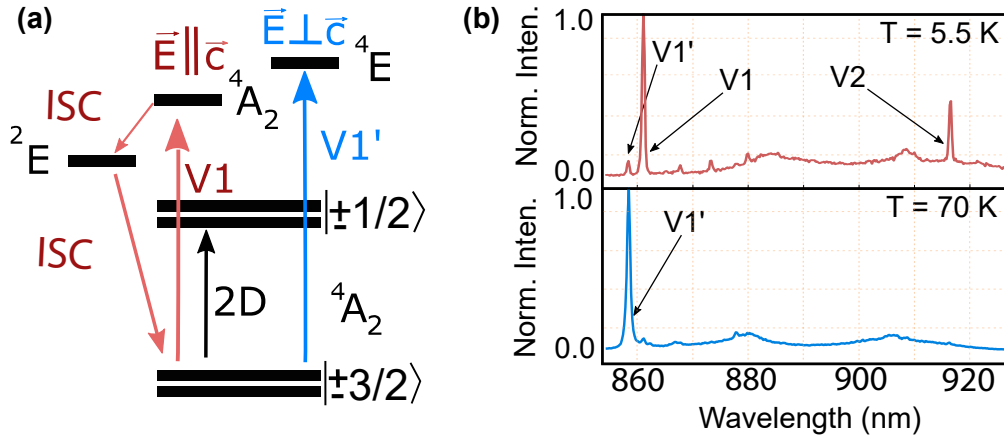 (a)
E∥c
E⊥c
⁴E
ISC
⁴A₂
²E
V1
V1'
|±1/2⟩
ISC
2D
⁴A₂
|±3/2⟩
(b)
Norm. Inten.
1.0
0.0
T = 5.5 K
V1'
V1
V2
Norm. Inten.
1.0
0.0
T = 70 K
V1'
860 880 900 920
Wavelength (nm)